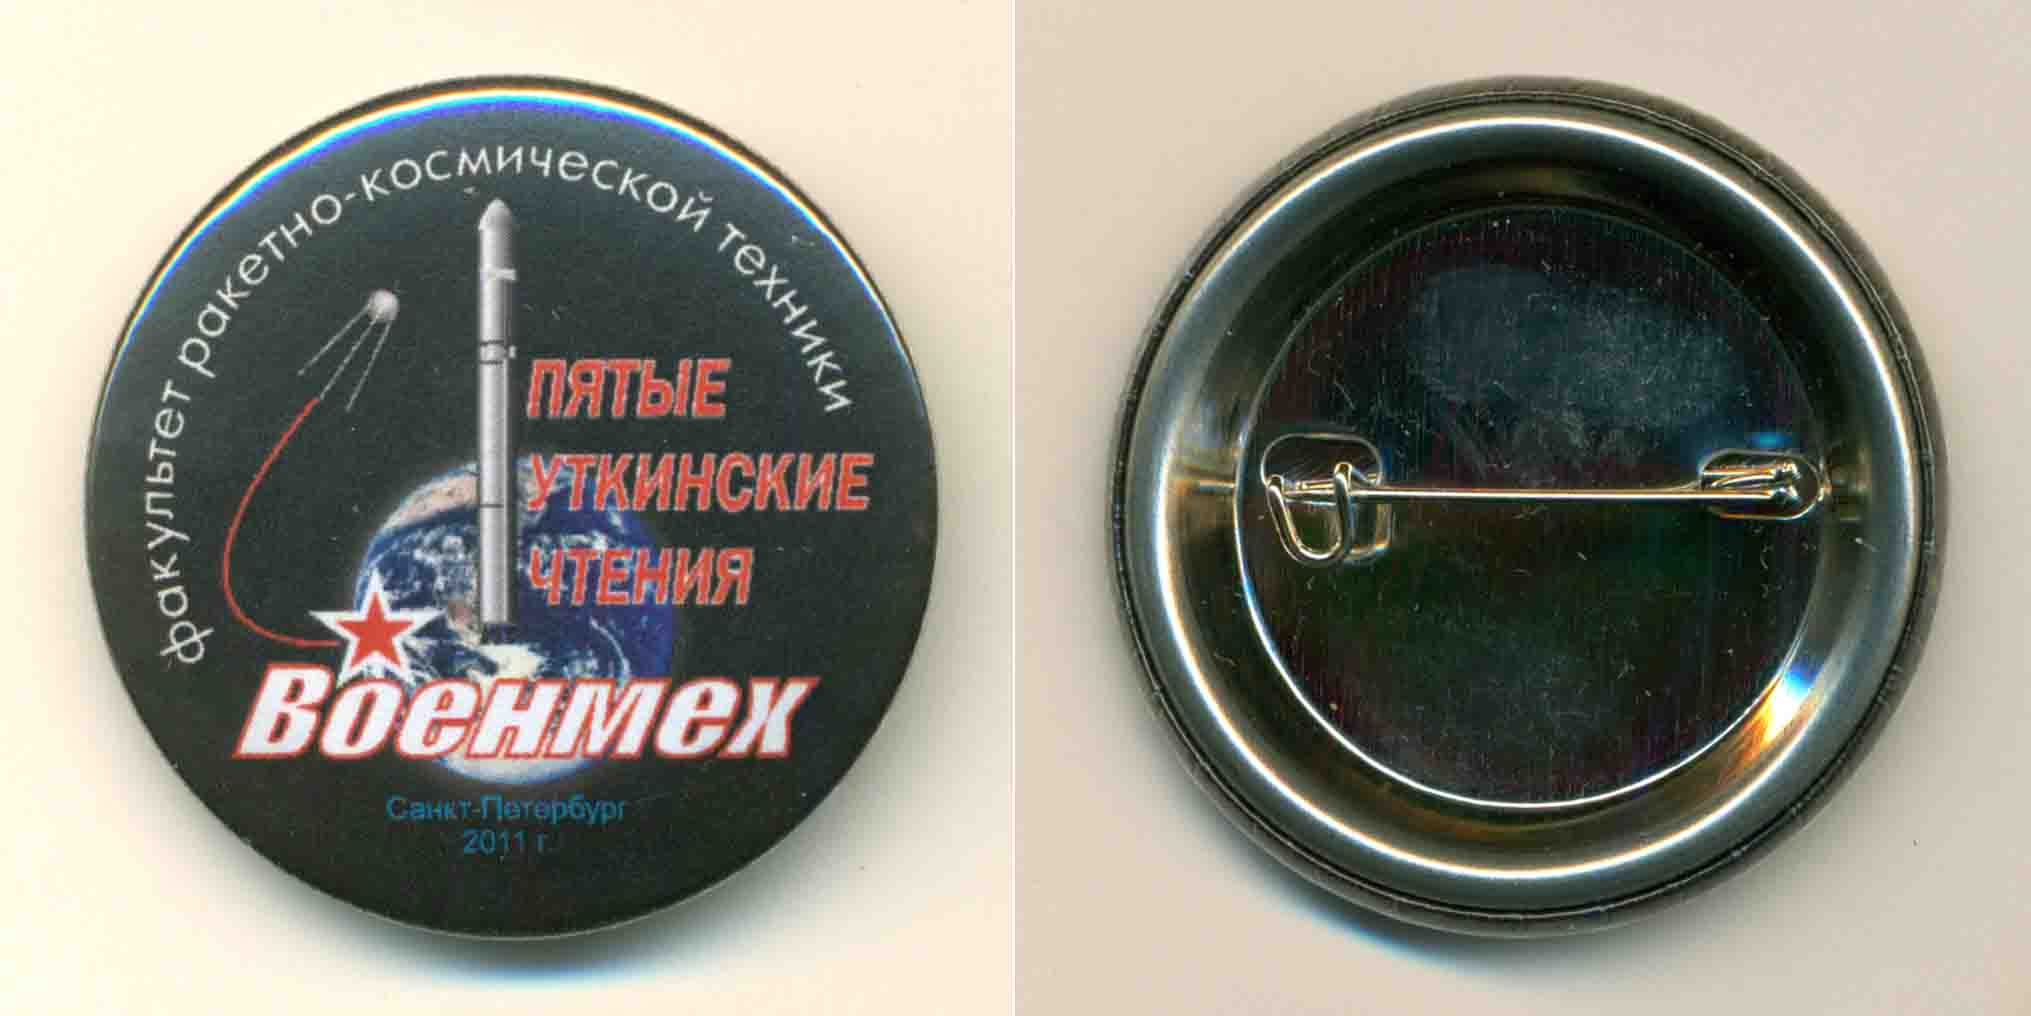 факультет ракетно-космической техники
ПЯТЫЕ
УТКИНСКИЕ
ЧТЕНИЯ
Военмех
Санкт-Петербург
2011 г.